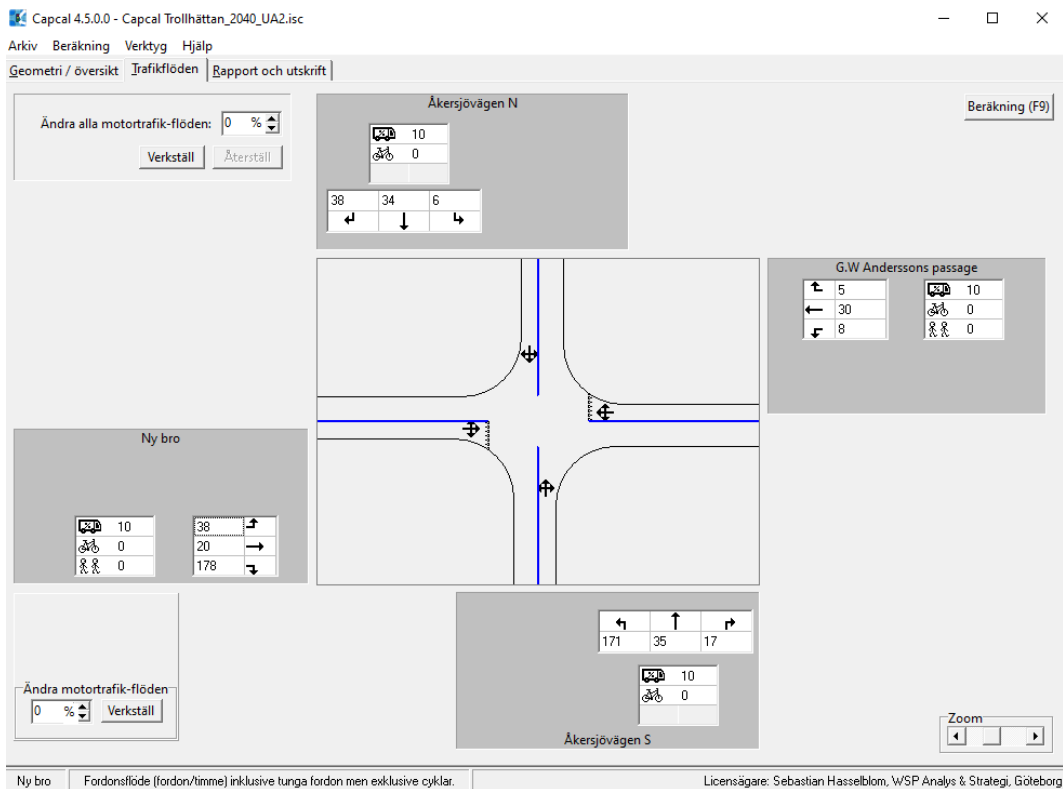 Capcal 4.5.0.0 - Capcal Trollhättan_2040_UA2.isc
Arkiv Beräkning Verktyg Hjälp
Geometri / översikt Trafikflöden Rapport och utskrift
Ändra alla motortrafik-flöden: 0 %
Verkställ Återställ
Åkersjövägen N
10
0
38 34 6
Beräkning (F9)
G.W Anderssons passage
5 10
30 0
8 0
Ny bro
10 38
0 20
0 178
171 35 17
10
0
Åkersjövägen S
Ändra motortrafik-flöden
0 % Verkställ
Zoom
Ny bro Fordonsflöde (fordon/timme) inklusive tunga fordon men exklusive cyklar. Licensägare: Sebastian Hasselblom, WSP Analys & Strategi, Göteborg